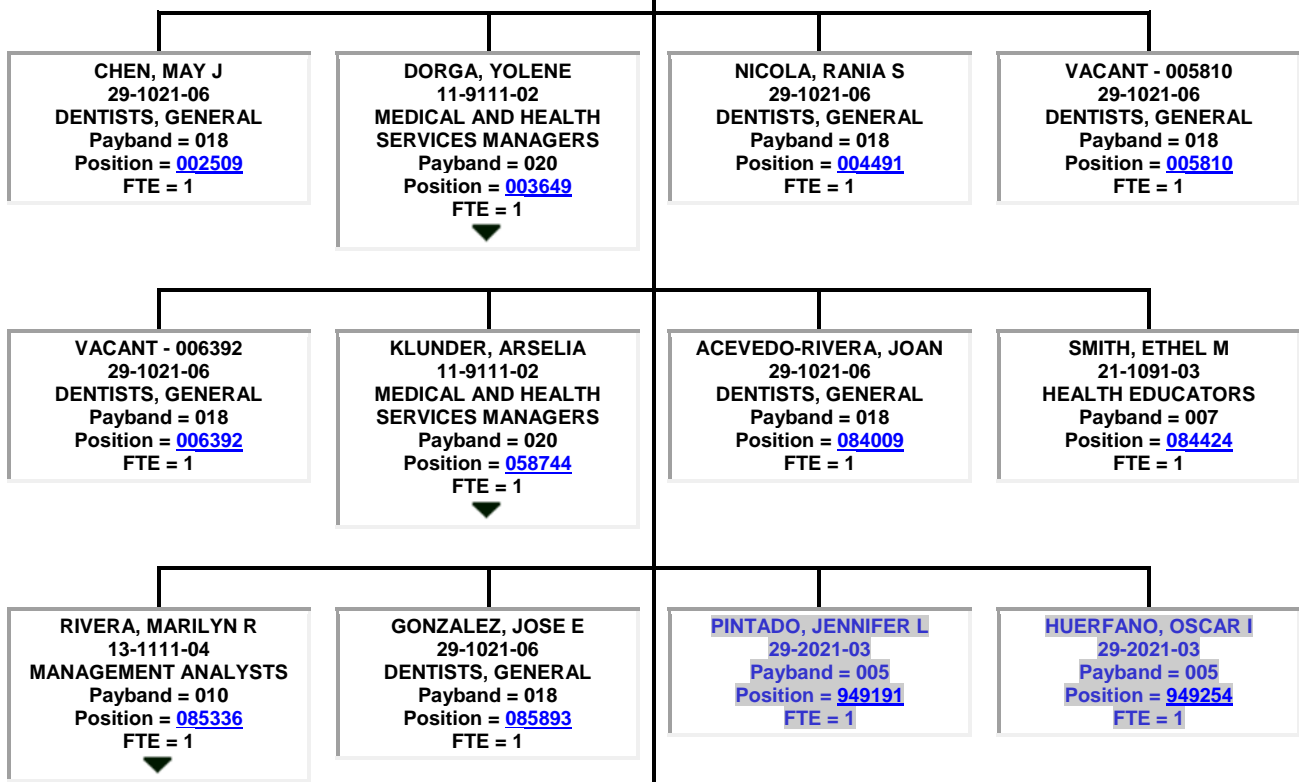 CHEN, MAY J
29-1021-06
DENTISTS, GENERAL
Payband = 018
Position = 002509
FTE = 1
DORGA, YOLENE
11-9111-02
MEDICAL AND HEALTH
SERVICES MANAGERS
Payband = 020
Position = 003649
FTE = 1
NICOLA, RANIA S
29-1021-06
DENTISTS, GENERAL
Payband = 018
Position = 004491
FTE = 1
VACANT - 005810
29-1021-06
DENTISTS, GENERAL
Payband = 018
Position = 005810
FTE = 1
VACANT - 006392
29-1021-06
DENTISTS, GENERAL
Payband = 018
Position = 006392
FTE = 1
KLUNDER, ARSELIA
11-9111-02
MEDICAL AND HEALTH
SERVICES MANAGERS
Payband = 020
Position = 058744
FTE = 1
ACEVEDO-RIVERA, JOAN
29-1021-06
DENTISTS, GENERAL
Payband = 018
Position = 084009
FTE = 1
SMITH, ETHEL M
21-1091-03
HEALTH EDUCATORS
Payband = 007
Position = 084424
FTE = 1
RIVERA, MARILYN R
13-1111-04
MANAGEMENT ANALYSTS
Payband = 010
Position = 085336
FTE = 1
GONZALEZ, JOSE E
29-1021-06
DENTISTS, GENERAL
Payband = 018
Position = 085893
FTE = 1
PINTADO, JENNIFER L
29-2021-03
Payband = 005
Position = 949191
FTE = 1
HUERFANO, OSCAR I
29-2021-03
Payband = 005
Position = 949254
FTE = 1